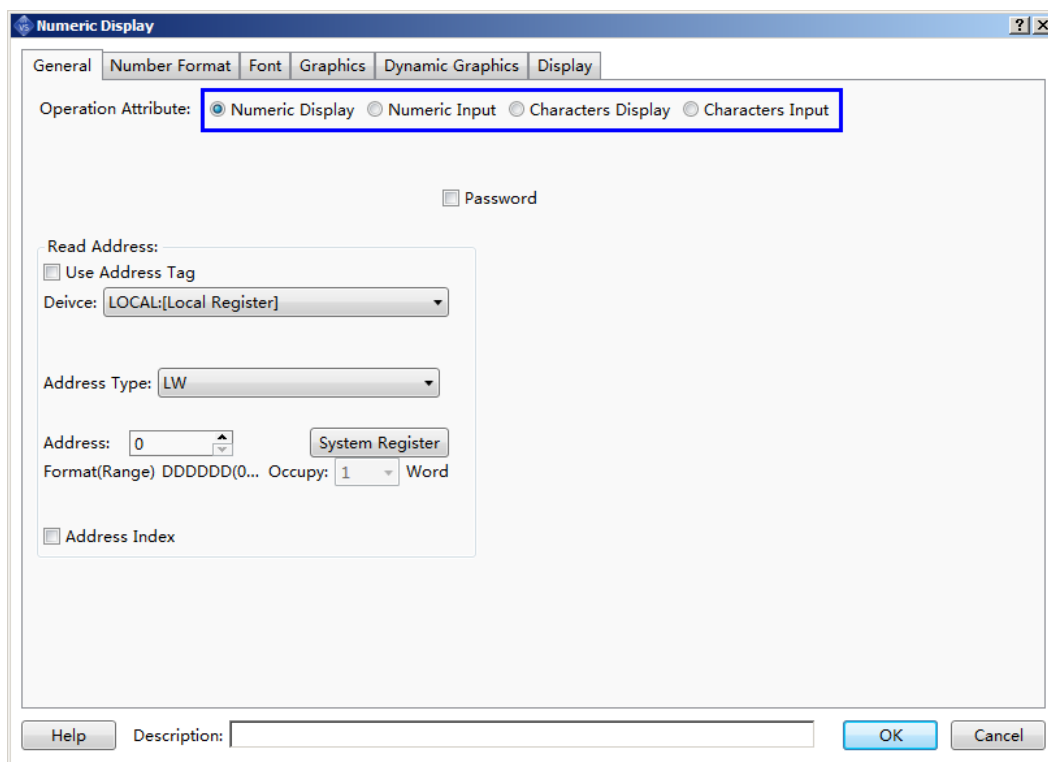 VS Numeric Display ? X
General Number Format Font Graphics Dynamic Graphics Display
Operation Attribute: Numeric Display Numeric Input Characters Display Characters Input
Password
Read Address:
Use Address Tag
Deivce: LOCAL:[Local Register]
Address Type: LW
Address: 0 System Register
Format(Range) DDDDDD(0... Occupy: 1 Word
Address Index
Help Description: OK Cancel